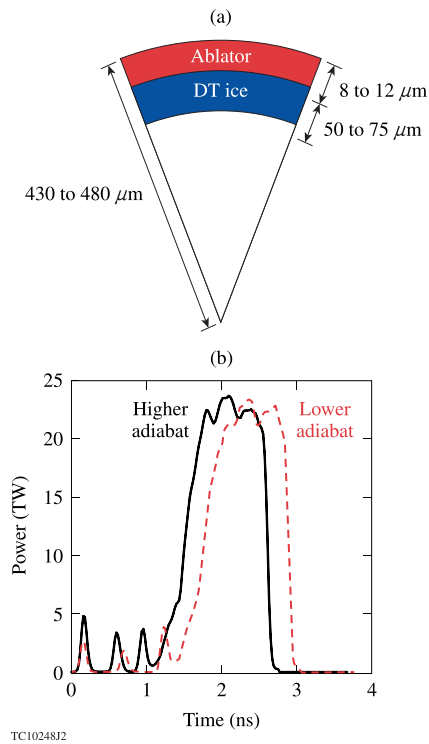 (a)
Ablator
DT ice
8 to 12 μm
50 to 75 μm
430 to 480 μm
(b)
25
20
15
10
5
0
Power (TW)
Higher
adiabat
Lower
adiabat
0
1
2
3
4
Time (ns)
TC10248J2